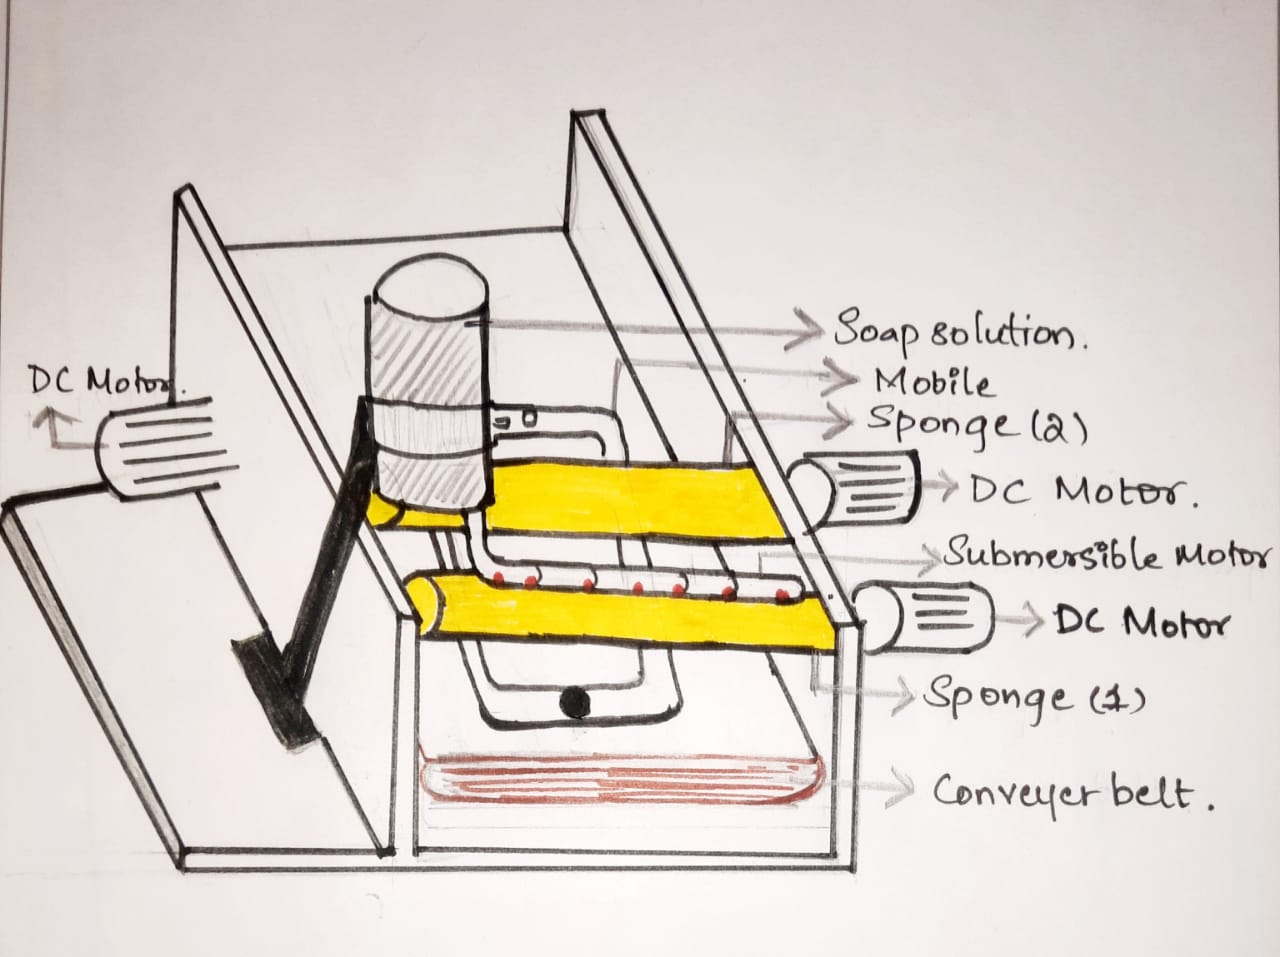 Soap solution.
DC Motor.
Mobile
Sponge (2)
DC Motor.
Submersible Motor
DC Motor
Sponge (1)
Conveyer belt.